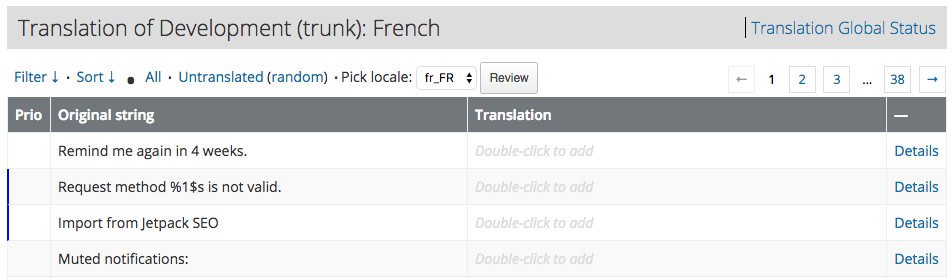 Translation of Development (trunk): French
Translation Global Status
Filter ↓ • Sort ↓ • All • Untranslated (random) • Pick locale: fr_FR Review ← 1 2 3 ... 38 →
Prio Original string Translation —
Remind me again in 4 weeks. Double-click to add Details
Request method %1$s is not valid. Double-click to add Details
Import from Jetpack SEO Double-click to add Details
Muted notifications: Double-click to add Details